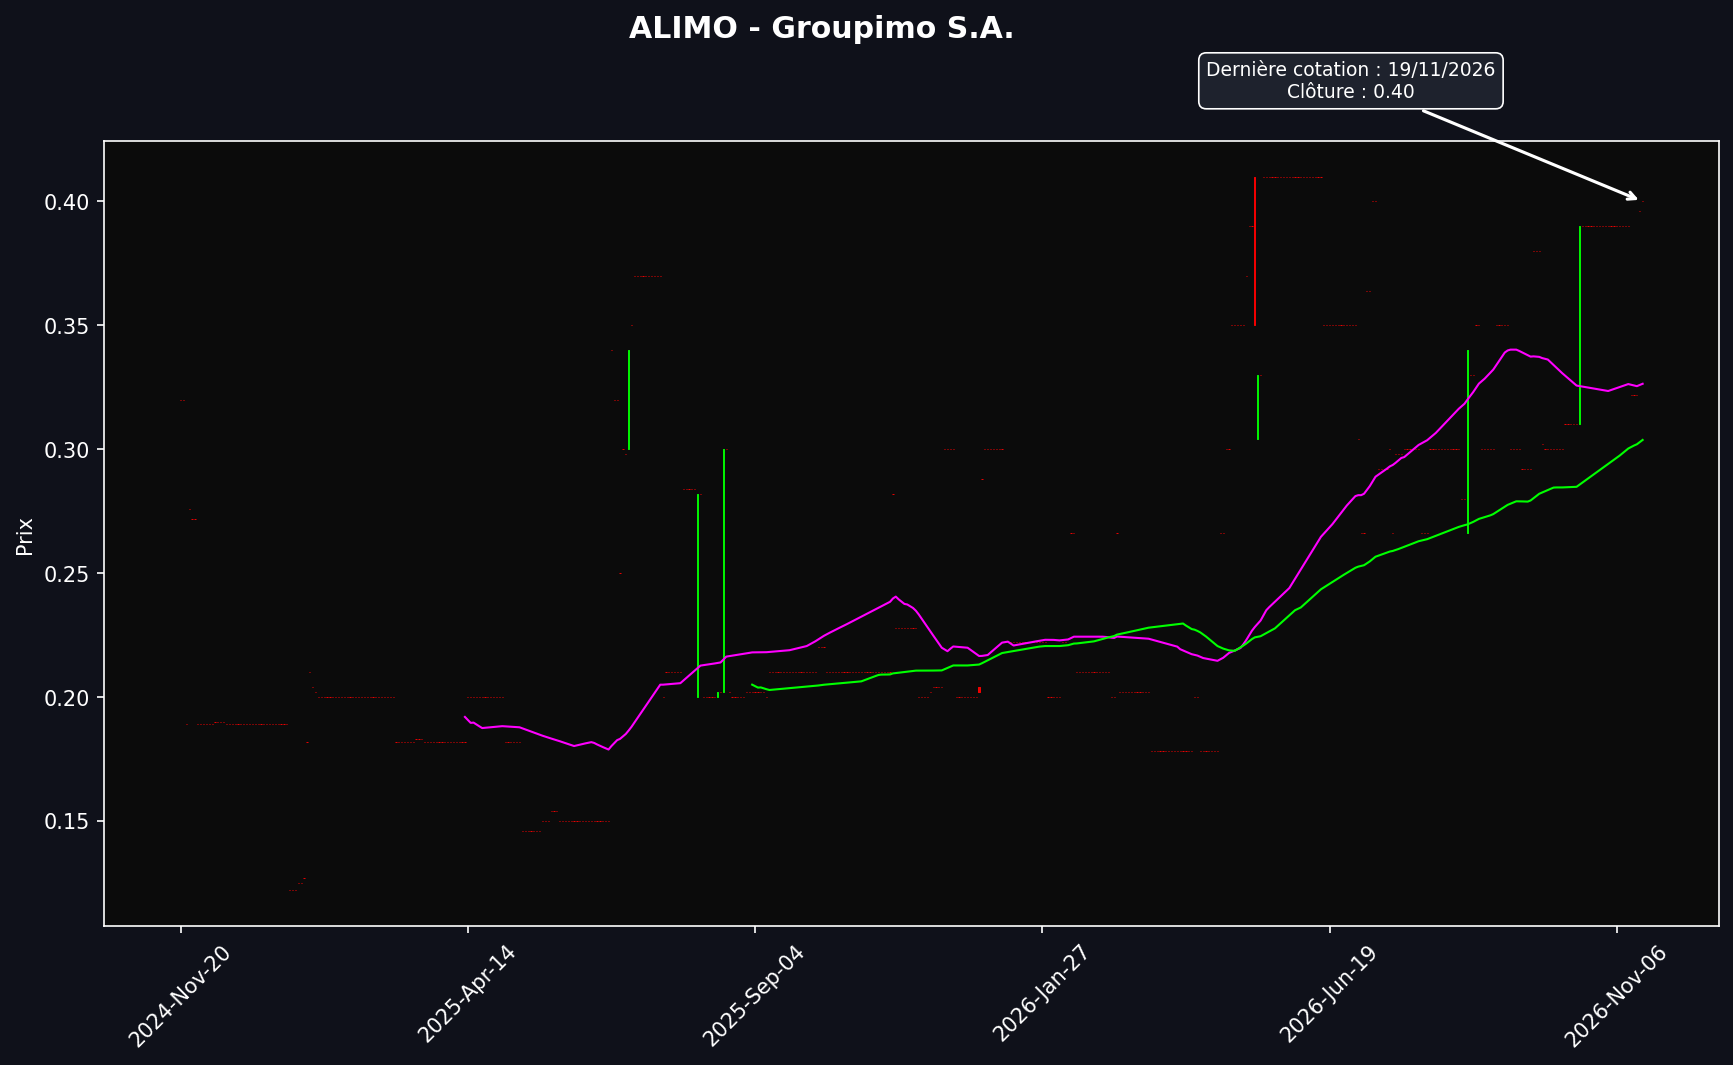 ALIMO - Groupimo S.A.
Dernière cotation : 19/11/2026
Clôture : 0.40
Prix
0.40
0.35
0.30
0.25
0.20
0.15
2024-Nov-20
2025-Apr-14
2025-Sep-04
2026-Jan-27
2026-Jun-19
2026-Nov-06